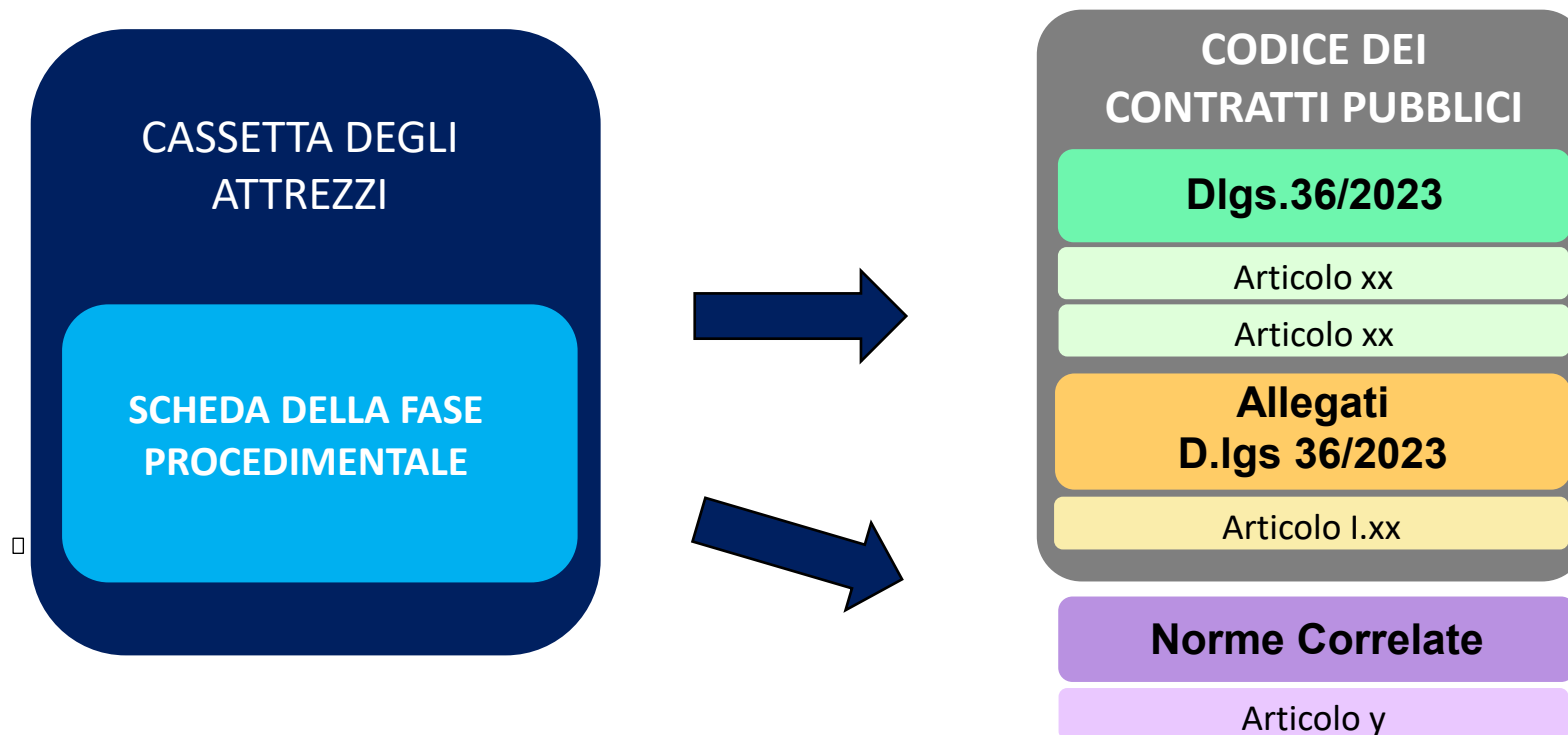 CASSETTA DEGLI
ATTREZZI
SCHEDA DELLA FASE
PROCEDIMENTALE
CODICE DEI
CONTRATTI PUBBLICI
Dlgs.36/2023
Articolo xx
Articolo xx
Allegati
D.lgs 36/2023
Articolo I.xx
Norme Correlate
Articolo y